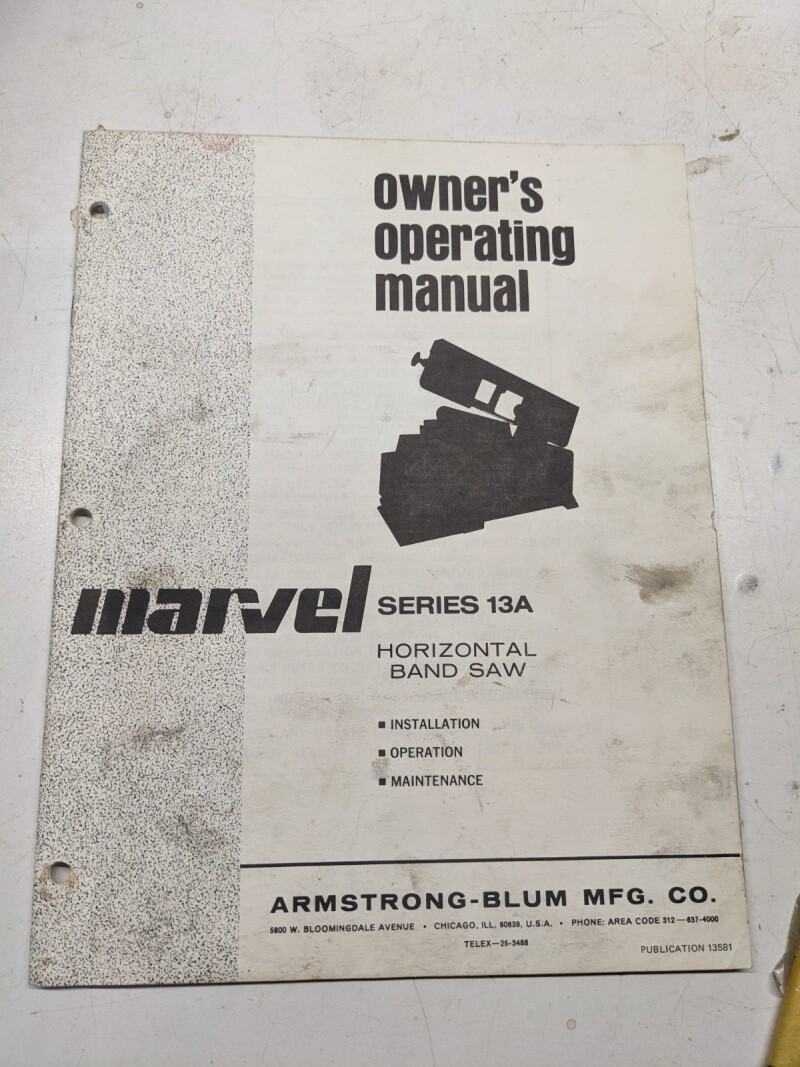 owner's
operating
manual
marvel SERIES 13A
HORIZONTAL
BAND SAW
■ INSTALLATION
■ OPERATION
■ MAINTENANCE
ARMSTRONG-BLUM MFG. CO.
5800 W. BLOOMINGDALE AVENUE • CHICAGO, ILL. 60639, U.S.A. • PHONE: AREA CODE 312—637-4000
TELEX—25-3488
PUBLICATION 13581